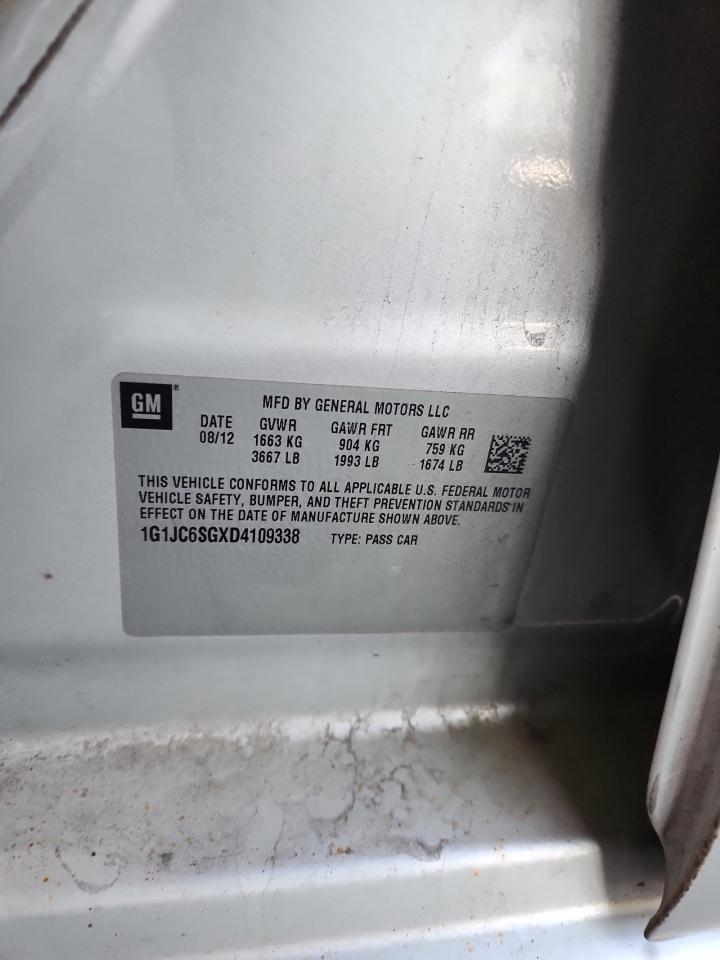 GM®
MFD BY GENERAL MOTORS LLC
DATE GVWR GAWR FRT GAWR RR
08/12 1663 KG 904 KG 759 KG
3667 LB 1993 LB 1674 LB
THIS VEHICLE CONFORMS TO ALL APPLICABLE U.S. FEDERAL MOTOR
VEHICLE SAFETY, BUMPER, AND THEFT PREVENTION STANDARDS IN
EFFECT ON THE DATE OF MANUFACTURE SHOWN ABOVE.
1G1JC6SGXD4109338 TYPE: PASS CAR